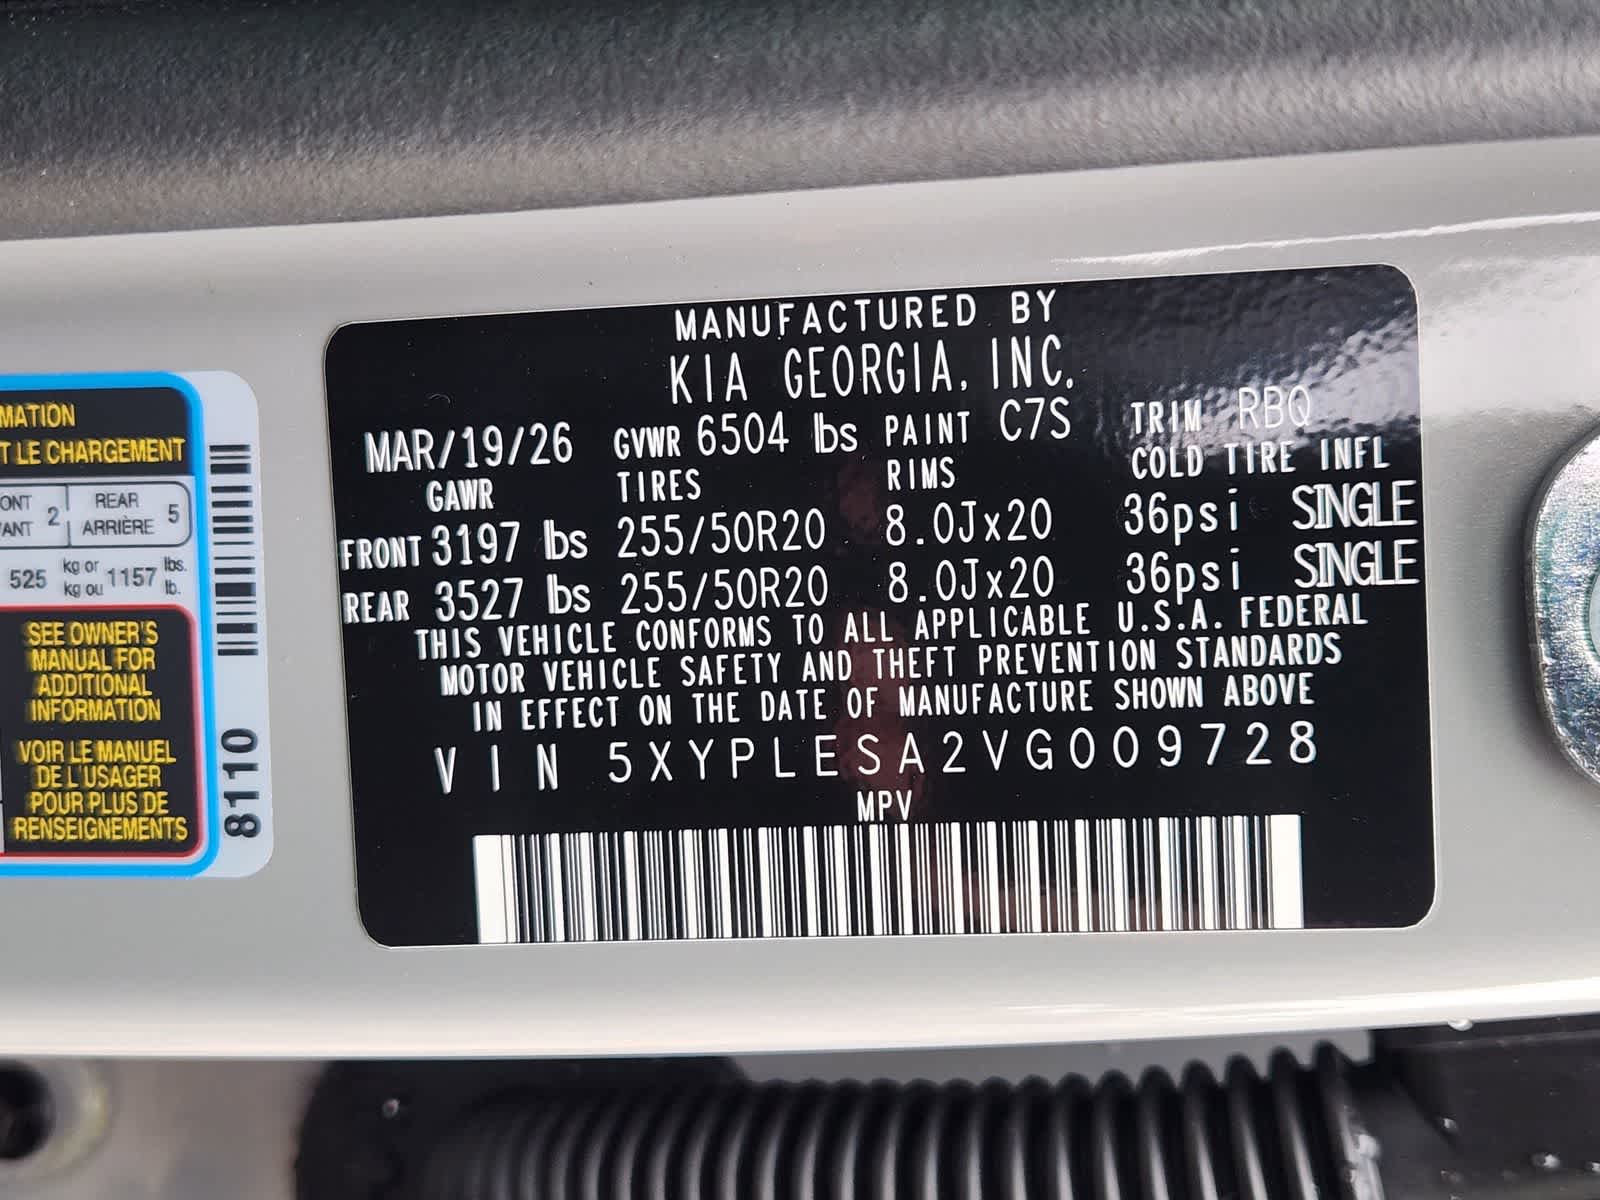 MATION
T LE CHARGEMENT
ONT 2 REAR 5
ANT ARRIÈRE
525 kg or 1157 lbs.
kg ou lb.
SEE OWNER'S
MANUAL FOR
ADDITIONAL
INFORMATION
VOIR LE MANUEL
DE L'USAGER
POUR PLUS DE
RENSEIGNEMENTS
8110
MANUFACTURED BY
KIA GEORGIA, INC.
MAR/19/26 GVWR 6504 lbs PAINT C7S TRIM RBQ
GAWR TIRES RIMS COLD TIRE INFL
FRONT 3197 lbs 255/50R20 8.0Jx20 36psi SINGLE
REAR 3527 lbs 255/50R20 8.0Jx20 36psi SINGLE
THIS VEHICLE CONFORMS TO ALL APPLICABLE U.S.A. FEDERAL
MOTOR VEHICLE SAFETY AND THEFT PREVENTION STANDARDS
IN EFFECT ON THE DATE OF MANUFACTURE SHOWN ABOVE
VIN 5XYPLESA2VG009728
MPV